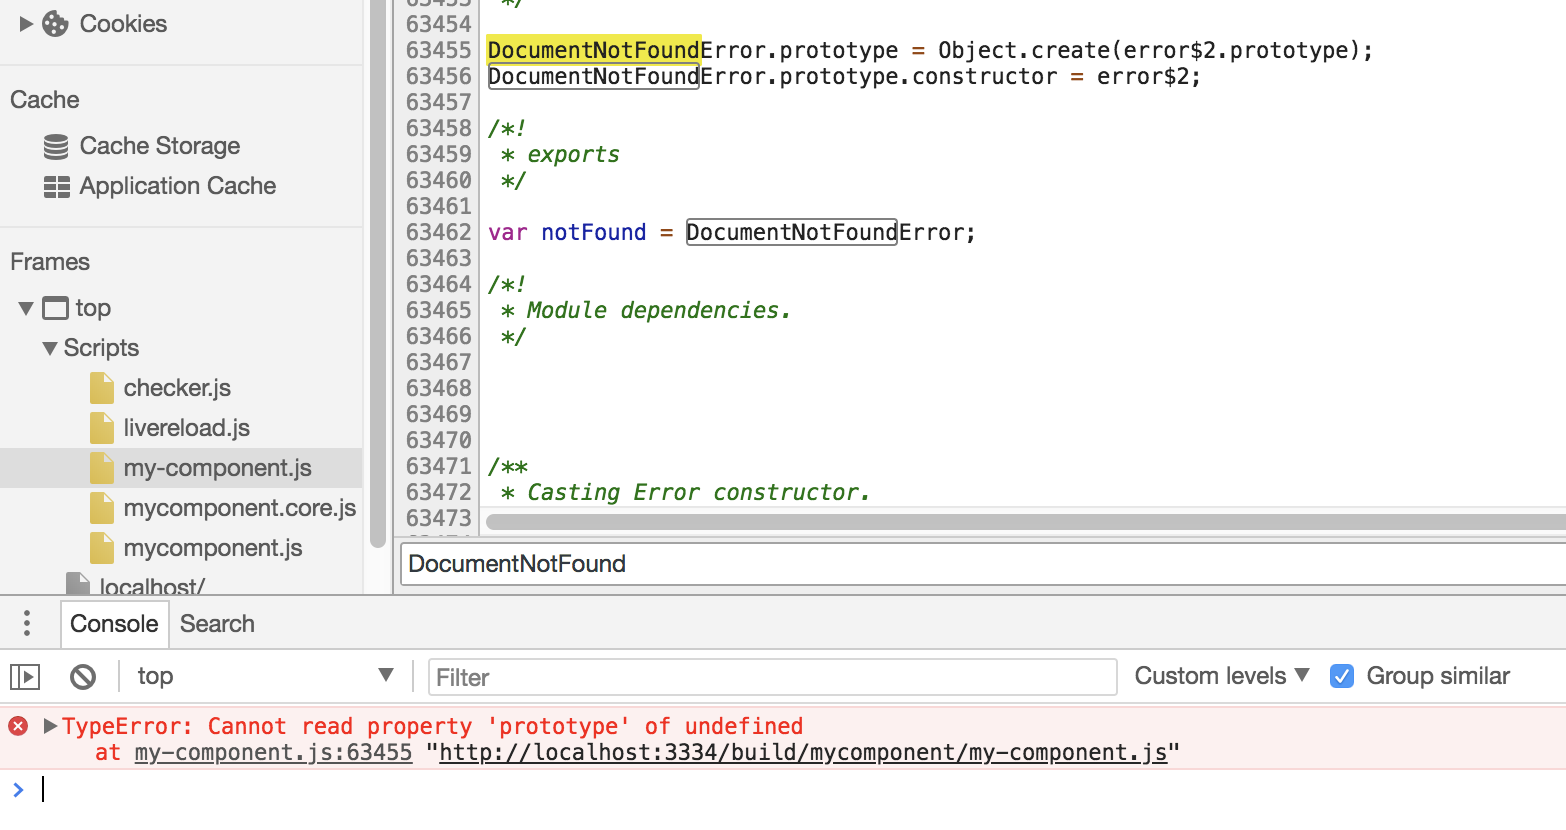 Cookies
Cache
Cache Storage
Application Cache
Frames
top
Scripts
checker.js
livereload.js
my-component.js
mycomponent.core.js
mycomponent.js
localhost/
63453 */
63454
63455 DocumentNotFoundError.prototype = Object.create(error$2.prototype);
63456 DocumentNotFoundError.prototype.constructor = error$2;
63457
63458 /*!
63459 * exports
63460 */
63461
63462 var notFound = DocumentNotFoundError;
63463
63464 /*!
63465 * Module dependencies.
63466 */
63467
63468
63469
63470
63471 /**
63472 * Casting Error constructor.
63473
DocumentNotFound
Console Search
top Filter Custom levels Group similar
TypeError: Cannot read property 'prototype' of undefined
at my-component.js:63455 "http://localhost:3334/build/mycomponent/my-component.js"
>